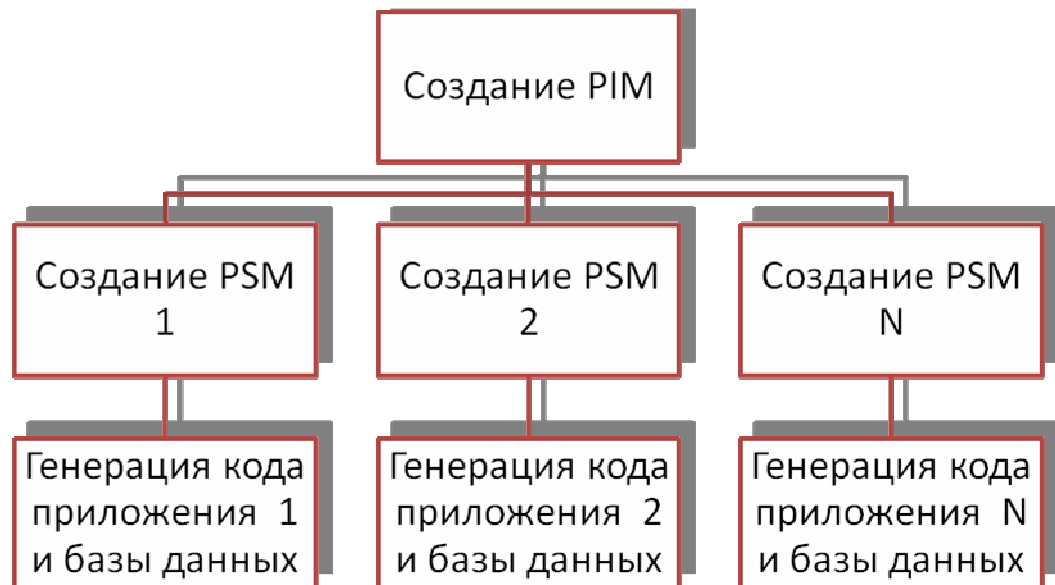 Создание PIM
Создание PSM
1
Создание PSM
2
Создание PSM
N
Генерация кода
приложения 1
и базы данных
Генерация кода
приложения 2
и базы данных
Генерация кода
приложения N
и базы данных